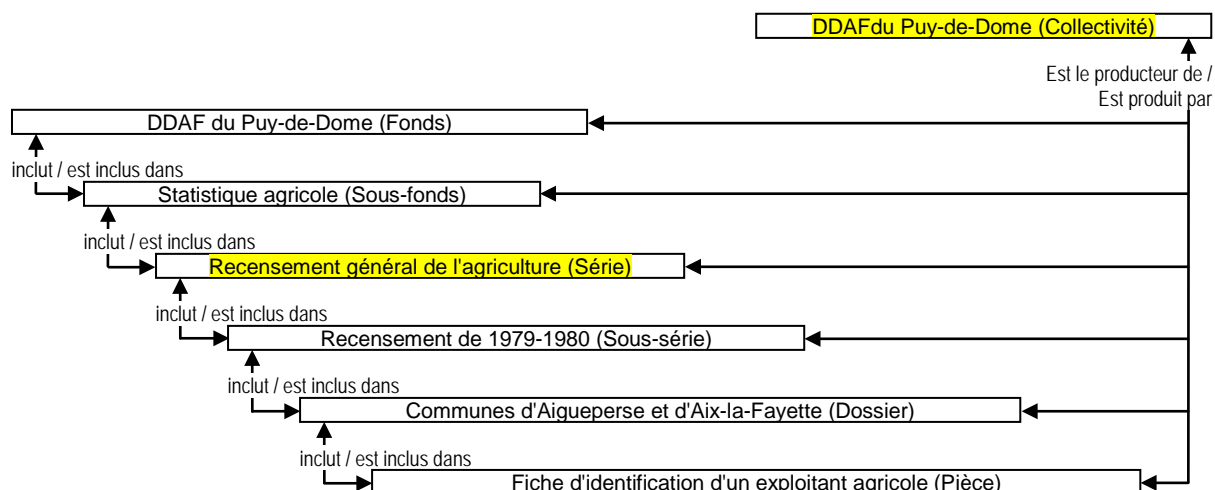 DDAFdu Puy-de-Dome (Collectivité)
Est le producteur de /
Est produit par
DDAF du Puy-de-Dome (Fonds)
inclut / est inclus dans
Statistique agricole (Sous-fonds)
inclut / est inclus dans
Recensement général de l'agriculture (Série)
inclut / est inclus dans
Recensement de 1979-1980 (Sous-série)
inclut / est inclus dans
Communes d'Aigueperse et d'Aix-la-Fayette (Dossier)
inclut / est inclus dans
Fiche d'identification d'un exploitant agricole (Pièce)